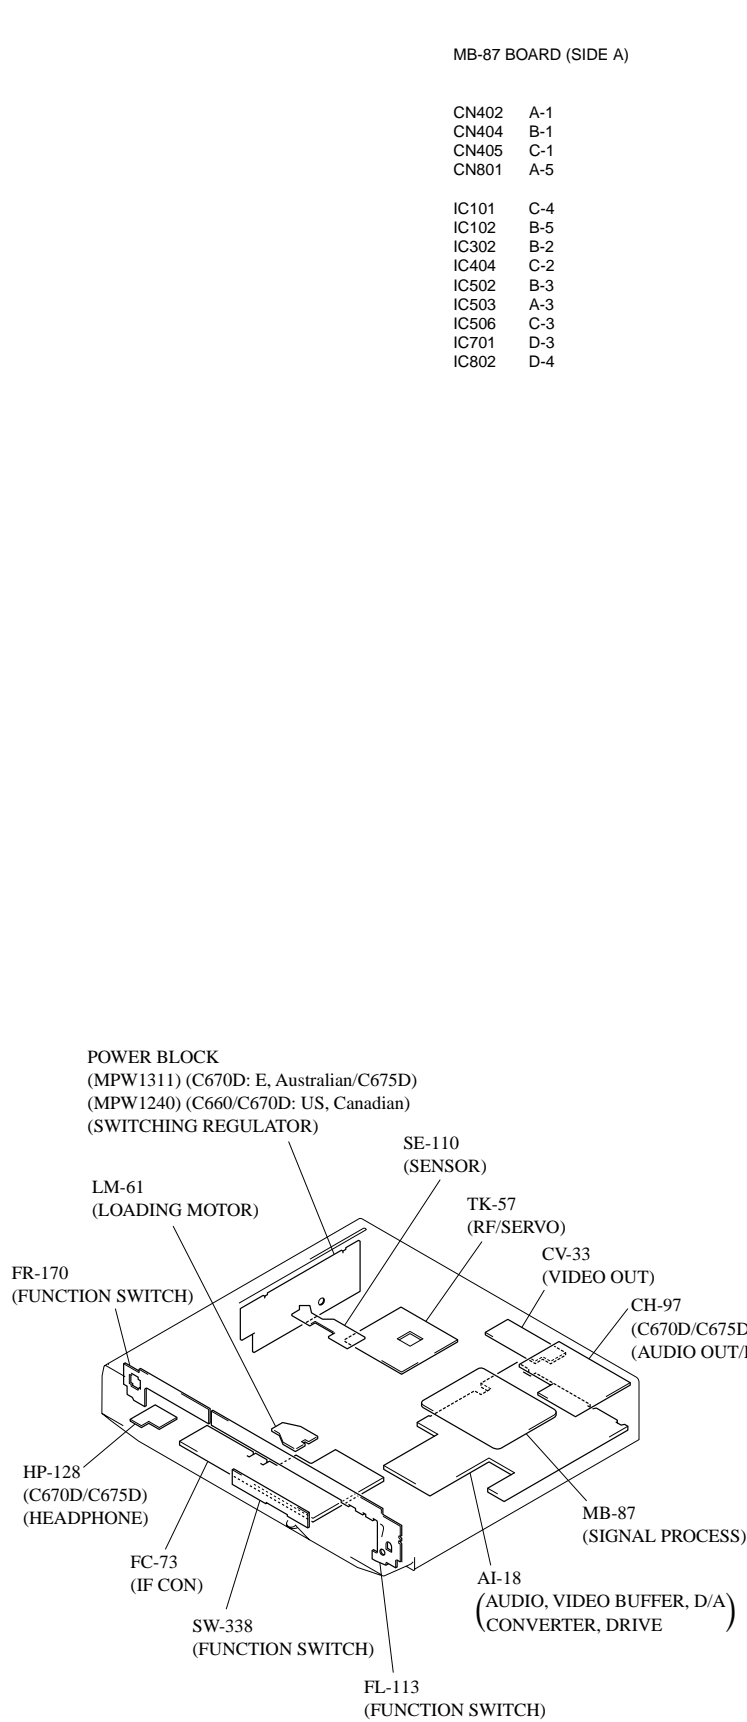 MB-87 BOARD (SIDE A)
CN402 A-1
CN404 B-1
CN405 C-1
CN801 A-5
IC101 C-4
IC102 B-5
IC302 B-2
IC404 C-2
IC502 B-3
IC503 A-3
IC506 C-3
IC701 D-3
IC802 D-4
POWER BLOCK
(MPW1311) (C670D: E, Australian/C675D)
(MPW1240) (C660/C670D: US, Canadian)
(SWITCHING REGULATOR)
SE-110
(SENSOR)
LM-61
(LOADING MOTOR)
TK-57
(RF/SERVO)
CV-33
(VIDEO OUT)
FR-170
(FUNCTION SWITCH)
CH-97
(C670D/C675D
(AUDIO OUT/
HP-128
(C670D/C675D)
(HEADPHONE)
MB-87
(SIGNAL PROCESS)
FC-73
(IF CON)
AI-18
(AUDIO, VIDEO BUFFER, D/A
CONVERTER, DRIVE)
SW-338
(FUNCTION SWITCH)
FL-113
(FUNCTION SWITCH)